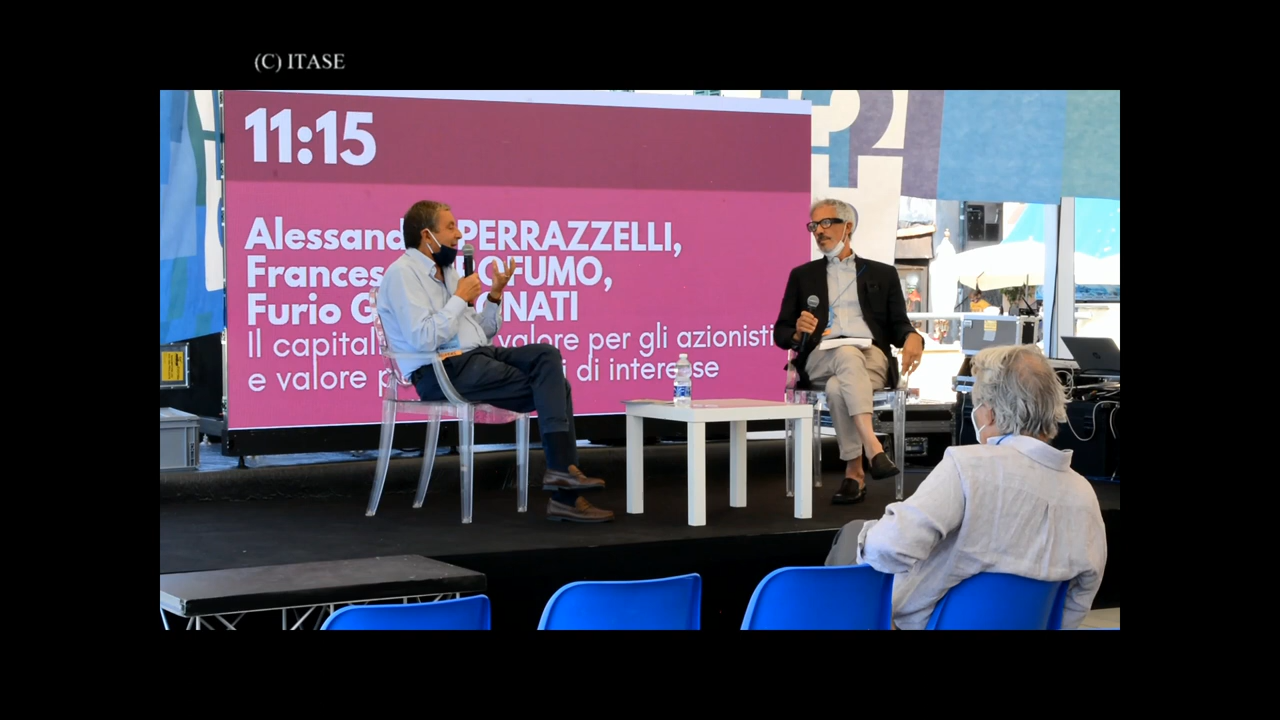 (C) ITASE
11:15
Alessand PERRAZZELLI,
Frances OFUMO,
Furio G NATI
Il capital valore per gli azionisti
e valore p i di interesse